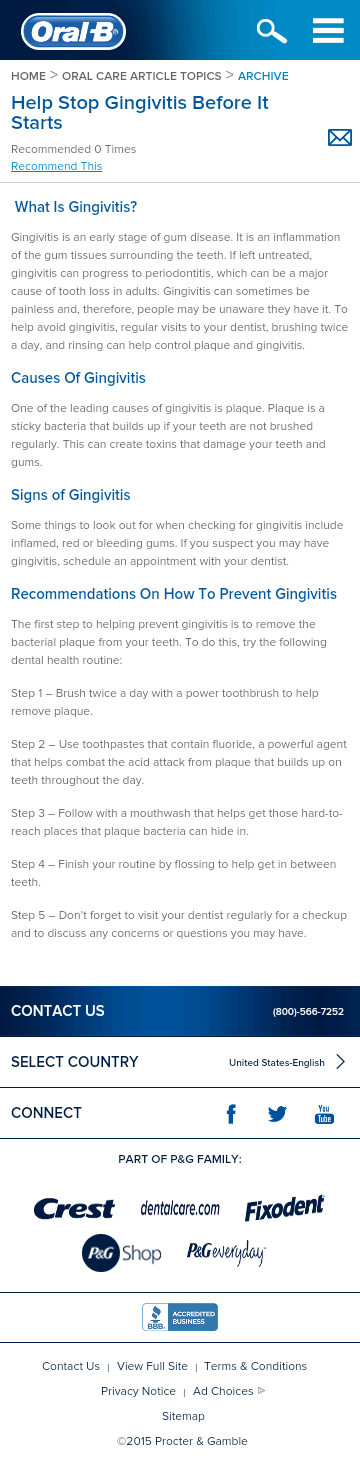 Oral-B
HOME > ORAL CARE ARTICLE TOPICS > ARCHIVE
Help Stop Gingivitis Before It
Starts
Recommended 0 Times
Recommend This
What Is Gingivitis?
Gingivitis is an early stage of gum disease. It is an inflammation
of the gum tissues surrounding the teeth. If left untreated,
gingivitis can progress to periodontitis, which can be a major
cause of tooth loss in adults. Gingivitis can sometimes be
painless and, therefore, people may be unaware they have it. To
help avoid gingivitis, regular visits to your dentist, brushing twice
a day, and rinsing can help control plaque and gingivitis.
Causes Of Gingivitis
One of the leading causes of gingivitis is plaque. Plaque is a
sticky bacteria that builds up if your teeth are not brushed
regularly. This can create toxins that damage your teeth and
gums.
Signs of Gingivitis
Some things to look out for when checking for gingivitis include
inflamed, red or bleeding gums. If you suspect you may have
gingivitis, schedule an appointment with your dentist.
Recommendations On How To Prevent Gingivitis
The first step to helping prevent gingivitis is to remove the
bacterial plaque from your teeth. To do this, try the following
dental health routine:
Step 1 – Brush twice a day with a power toothbrush to help
remove plaque.
Step 2 – Use toothpastes that contain fluoride, a powerful agent
that helps combat the acid attack from plaque that builds up on
teeth throughout the day.
Step 3 – Follow with a mouthwash that helps get those hard-to-
reach places that plaque bacteria can hide in.
Step 4 – Finish your routine by flossing to help get in between
teeth.
Step 5 – Don't forget to visit your dentist regularly for a checkup
and to discuss any concerns or questions you may have.
CONTACT US (800)-566-7252
SELECT COUNTRY United States-English
CONNECT You Tube
PART OF P&G FAMILY:
Crest dentalcare.com Fixodent
P&G Shop P&G everyday
BBB. ACCREDITED BUSINESS
Contact Us | View Full Site | Terms & Conditions
Privacy Notice | Ad Choices
Sitemap
©2015 Procter & Gamble